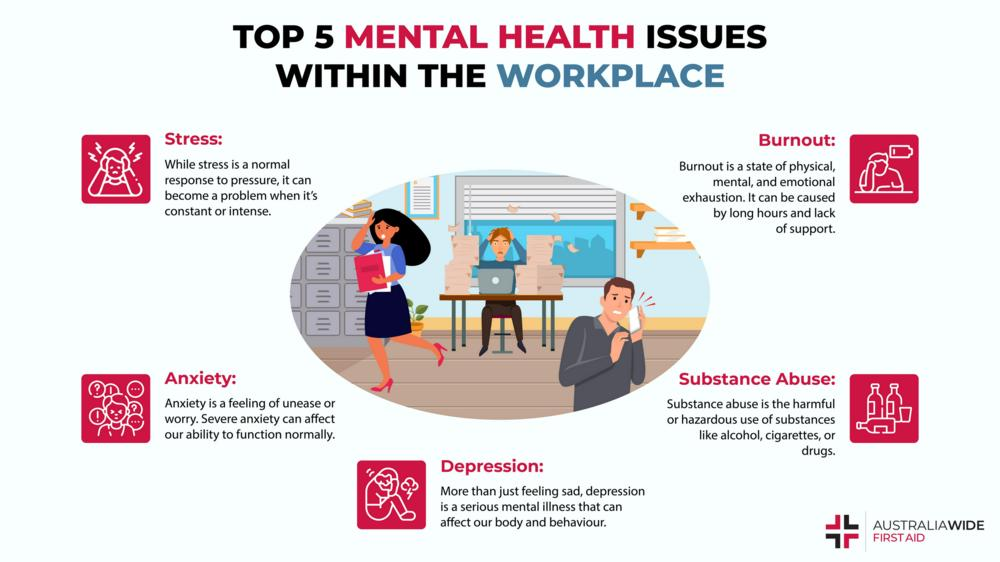 TOP 5 MENTAL HEALTH ISSUES
WITHIN THE WORKPLACE
Stress:
While stress is a normal
response to pressure, it can
become a problem when it's
constant or intense.
Burnout:
Burnout is a state of physical,
mental, and emotional
exhaustion. It can be caused
by long hours and lack
of support.
Anxiety:
Anxiety is a feeling of unease or
worry. Severe anxiety can affect
our ability to function normally.
Substance Abuse:
Substance abuse is the harmful
or hazardous use of substances
like alcohol, cigarettes, or
drugs.
Depression:
More than just feeling sad, depression
is a serious mental illness that can
affect our body and behaviour.
AUSTRALIAWIDE
FIRST AID